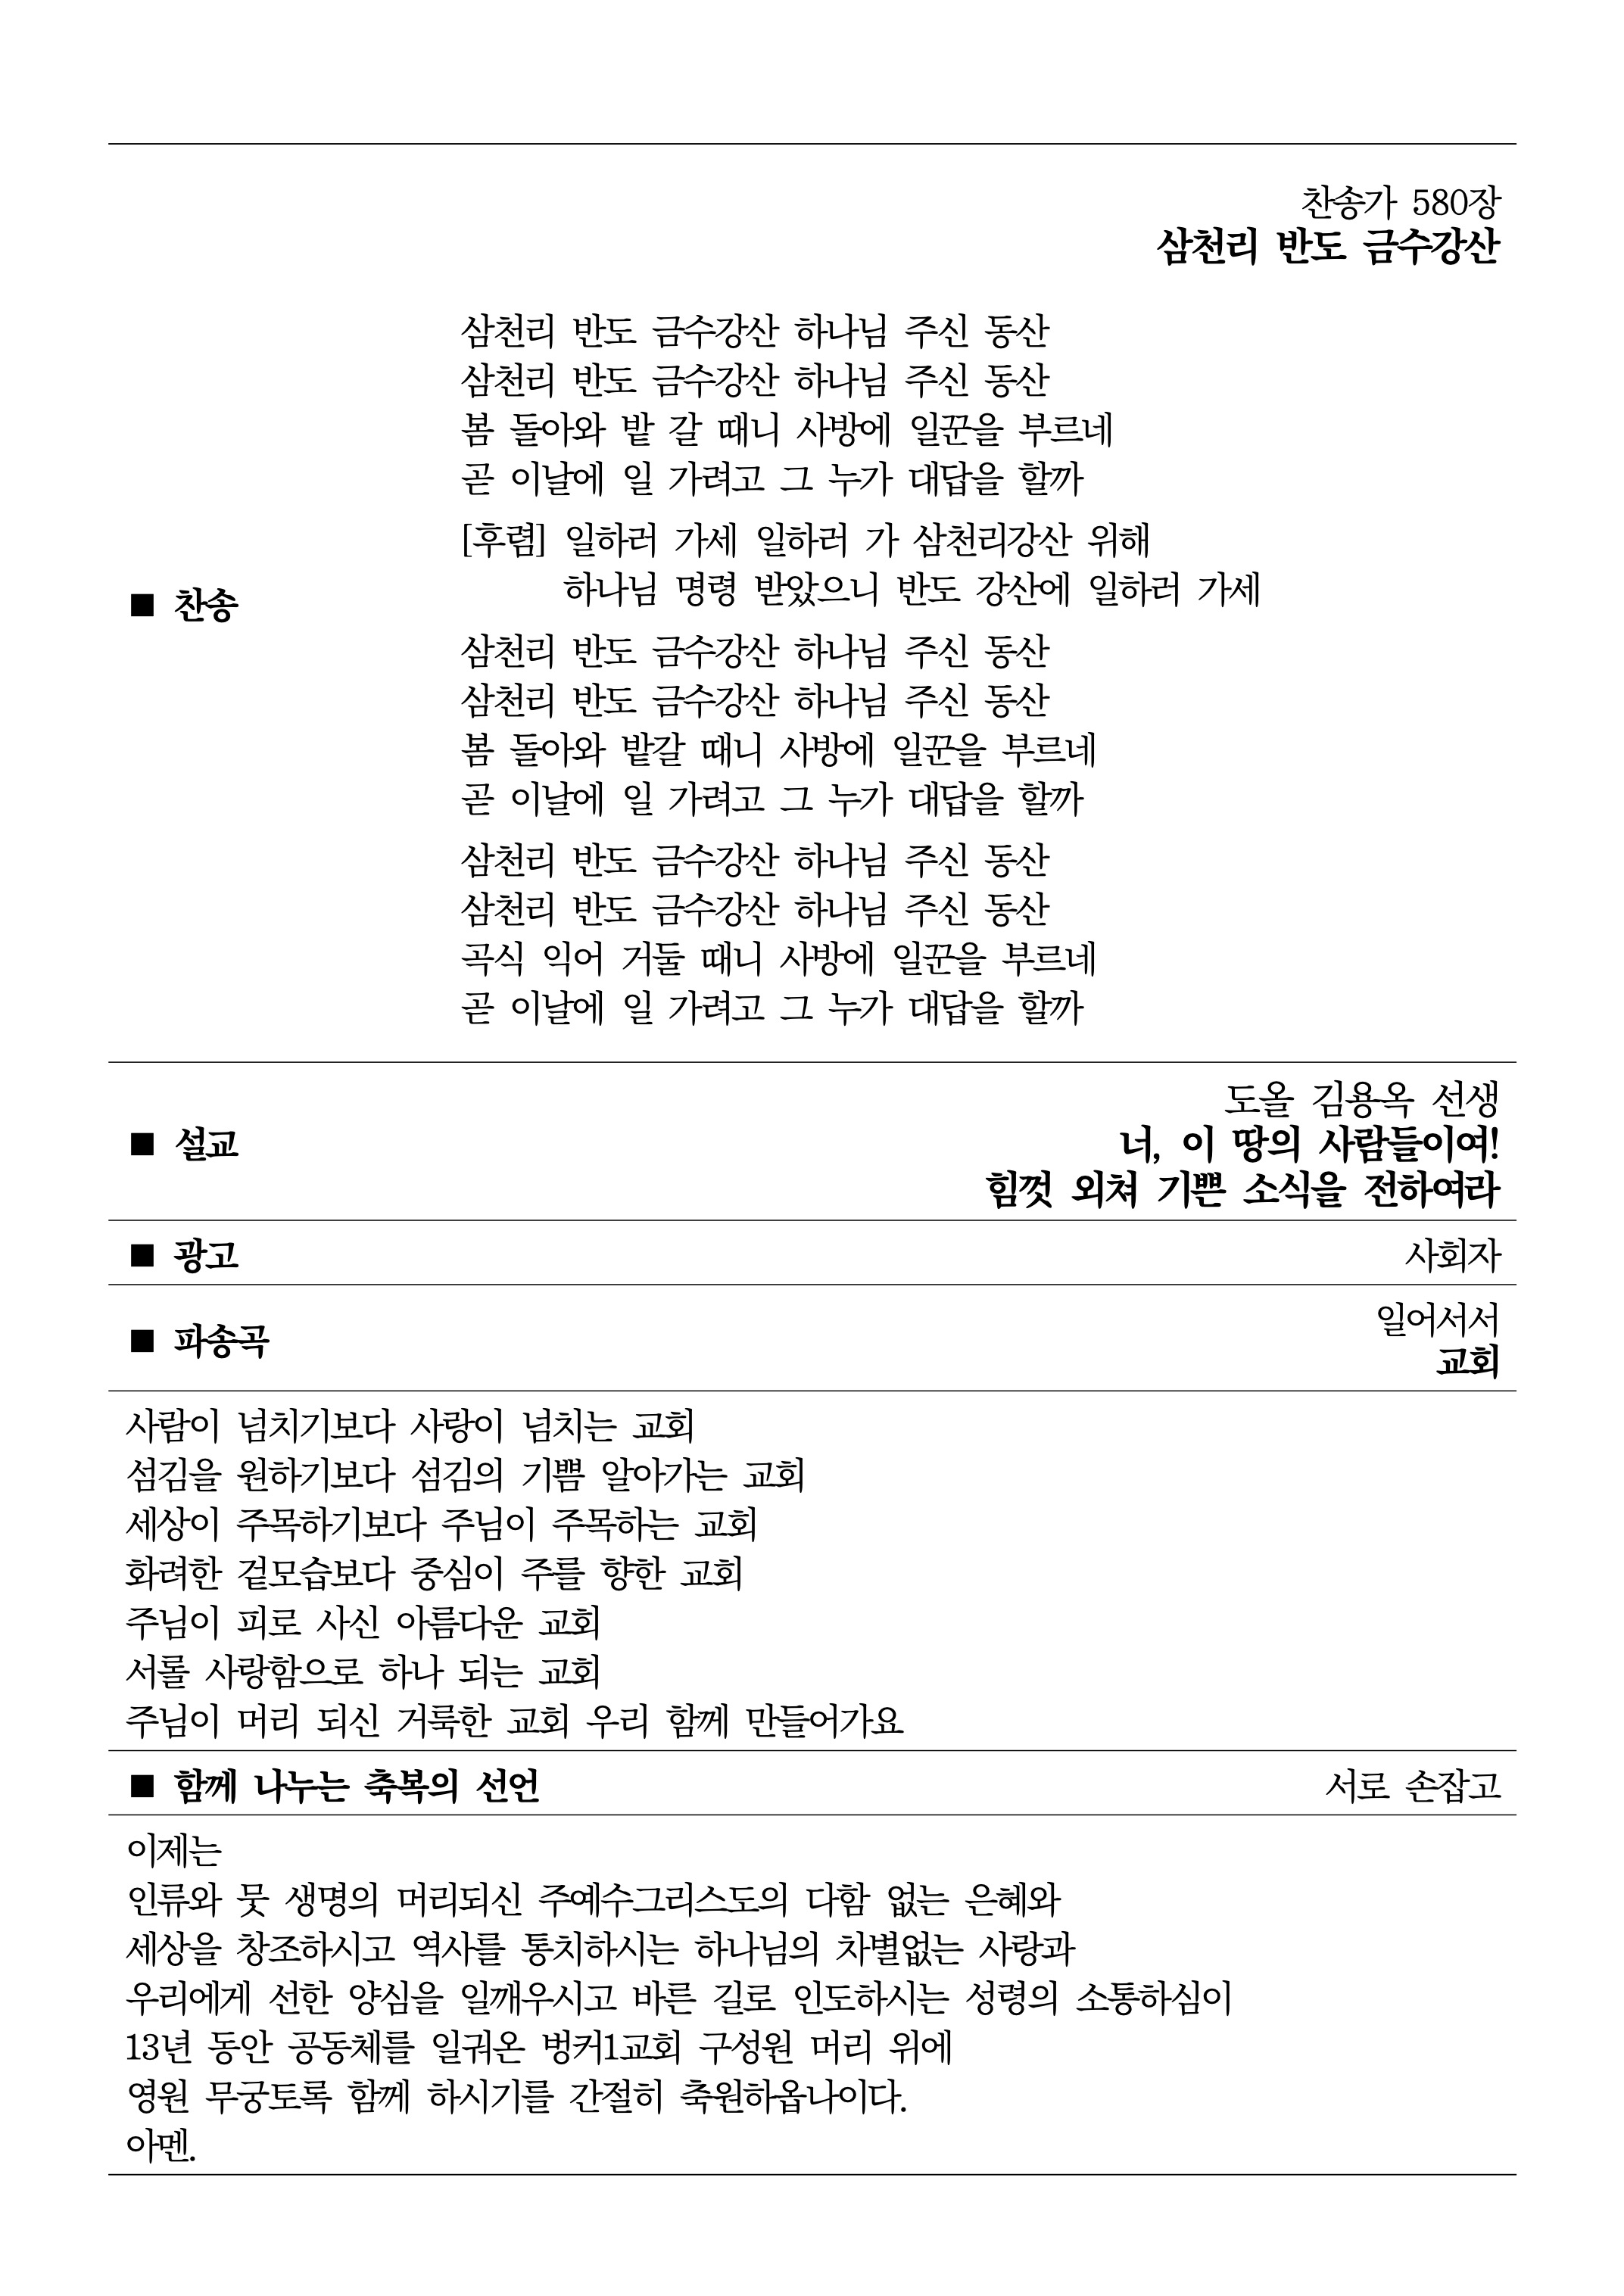 찬송가 580장
삼천리 반도 금수강산
삼천리 반도 금수강산 하나님 주신 동산
삼천리 반도 금수강산 하나님 주신 동산
봄 돌아와 밭 갈 때니 사방에 일꾼을 부르네
곧 이날에 일 가려고 그 누가 대답을 할까
[후렴] 일하러 가세 일하러 가 삼천리강산 위해
하나님 명령 받았으니 반도 강산에 일하러 가세
■ 찬송
삼천리 반도 금수강산 하나님 주신 동산
삼천리 반도 금수강산 하나님 주신 동산
봄 돌아와 밭갈 때니 사방에 일꾼을 부르네
곧 이날에 일 가려고 그 누가 대답을 할까
삼천리 반도 금수강산 하나님 주신 동산
삼천리 반도 금수강산 하나님 주신 동산
곡식 익어 거둘 때니 사방에 일꾼을 부르네
곧 이날에 일 가려고 그 누가 대답을 할까
도올 김용옥 선생
■ 설교
너, 이 땅의 사람들이여!
힘껏 외쳐 기쁜 소식을 전하여라
■ 광고 사회자
일어서서
■ 파송곡
교회
사람이 넘치기보다 사랑이 넘치는 교회
섬김을 원하기보다 섬김의 기쁨 알아가는 교회
세상이 주목하기보다 주님이 주목하는 교회
화려한 겉모습보다 중심이 주를 향한 교회
주님이 피로 사신 아름다운 교회
서롤 사랑함으로 하나 되는 교회
주님이 머리 되신 거룩한 교회 우리 함께 만들어가요
■ 함께 나누는 축복의 선언 서로 손잡고
이제는
인류와 뭇 생명의 머리되신 주예수그리스도의 다함 없는 은혜와
세상을 창조하시고 역사를 통치하시는 하나님의 차별없는 사랑과
우리에게 선한 양심을 일깨우시고 바른 길로 인도하시는 성령의 소통하심이
13년 동안 공동체를 일궈온 벙커1교회 구성원 머리 위에
영원 무궁토록 함께 하시기를 간절히 축원하옵나이다.
아멘.